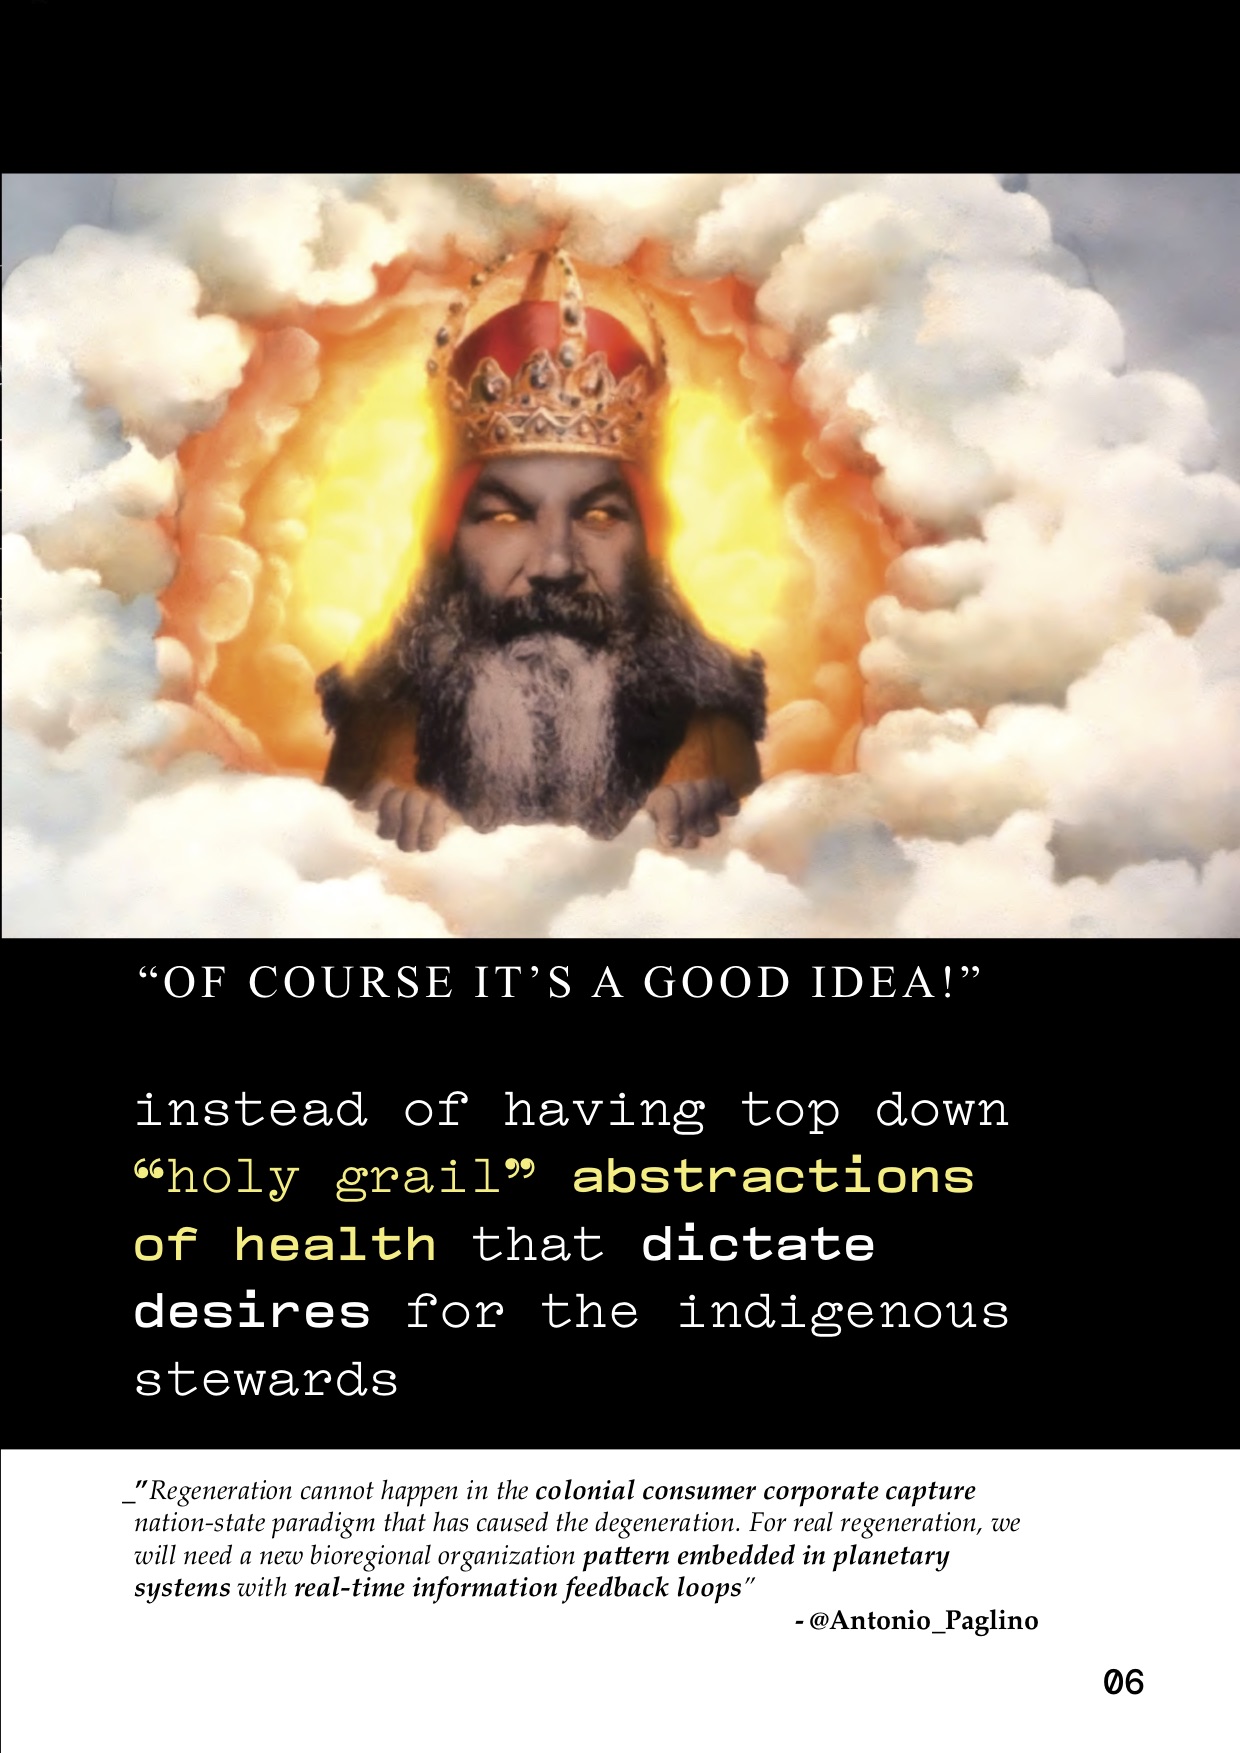 “OF COURSE IT’S A GOOD IDEA!”
instead of having top down
“holy grail” abstractions
of health that dictate
desires for the indigenous
stewards
_”Regeneration cannot happen in the colonial consumer corporate capture
nation-state paradigm that has caused the degeneration. For real regeneration, we
will need a new bioregional organization pattern embedded in planetary
systems with real-time information feedback loops”
- @Antonio_Paglino
06